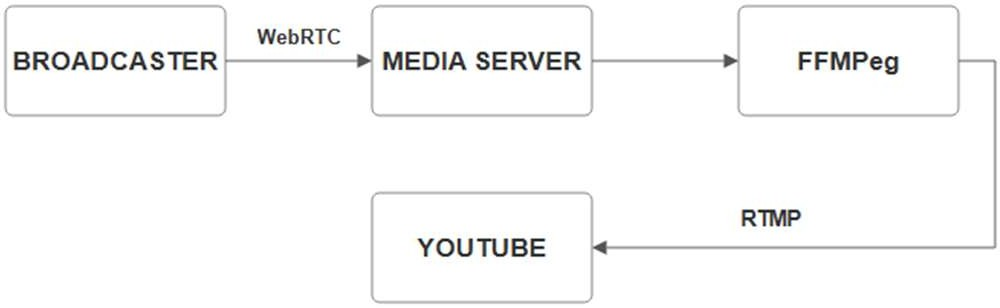 WebRTC
BROADCASTER
MEDIA SERVER
FFMPeg
RTMP
YOUTUBE